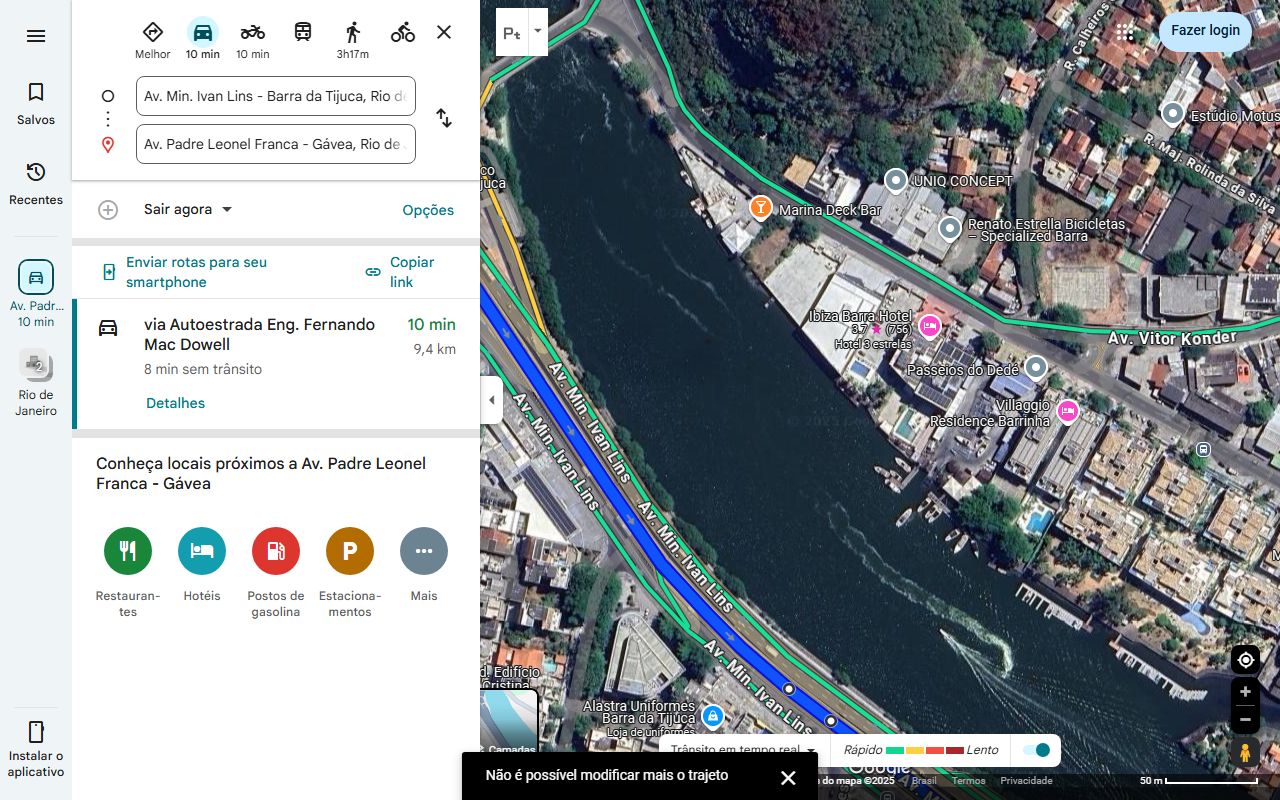 Salvos
Recentes
Av. Padr...
10 min
2
Rio de
Janeiro
Instalar o
aplicativo
Melhor
10 min
10 min
3h17m
Av. Min. Ivan Lins - Barra da Tijuca, Rio de
Av. Padre Leonel Franca - Gávea, Rio de
Sair agora
Opções
Enviar rotas para seu
smartphone
Copiar
link
via Autoestrada Eng. Fernando
Mac Dowell
10 min
9,4 km
8 min sem trânsito
Detalhes
Conheça locais próximos a Av. Padre Leonel
Franca - Gávea
P
Restauran-
tes
Hotéis
Postos de
gasolina
Estaciona-
mentos
Mais
Fazer login
R. Calheiros
Estúdio Motus
R. Maj. Rolinda da Silva
UNIQ CONCEPT
Marina Deck Bar
Renato Estrella Bicicletas
– Specialized Barra
Ibiza Barra Hotel
3.7 ★ (756)
Hotel 3 estrelas
Av. Vitor Konder
Passeios do Dedé
Villaggio
Residence Barrinha
Av. Min. Ivan Lins
Av. Min. Ivan Lins
Av. Min. Ivan Lins
Av. Min. Ivan Lins
d. Edifício
Cristina
Alastra Uniformes
Barra da Tijuca
Loja de uniformes
Camadas
Trânsito em tempo real
Rápido
Lento
Google
do mapa ©2025
Brasil
Termos
Privacidade
50 m
Não é possível modificar mais o trajeto